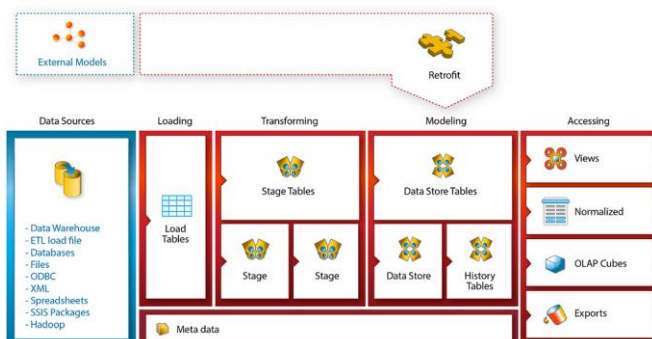 External Models
Retrofit
Data Sources
Loading
Transforming
Modeling
Accessing
- Data Warehouse
- ETL load file
- Databases
- Files
- ODBC
- XML
- Spreadsheets
- SSIS Packages
- Hadoop
Load
Tables
Stage Tables
Stage
Stage
Data Store Tables
Data Store
History
Tables
Views
Normalized
OLAP Cubes
Exports
Meta data